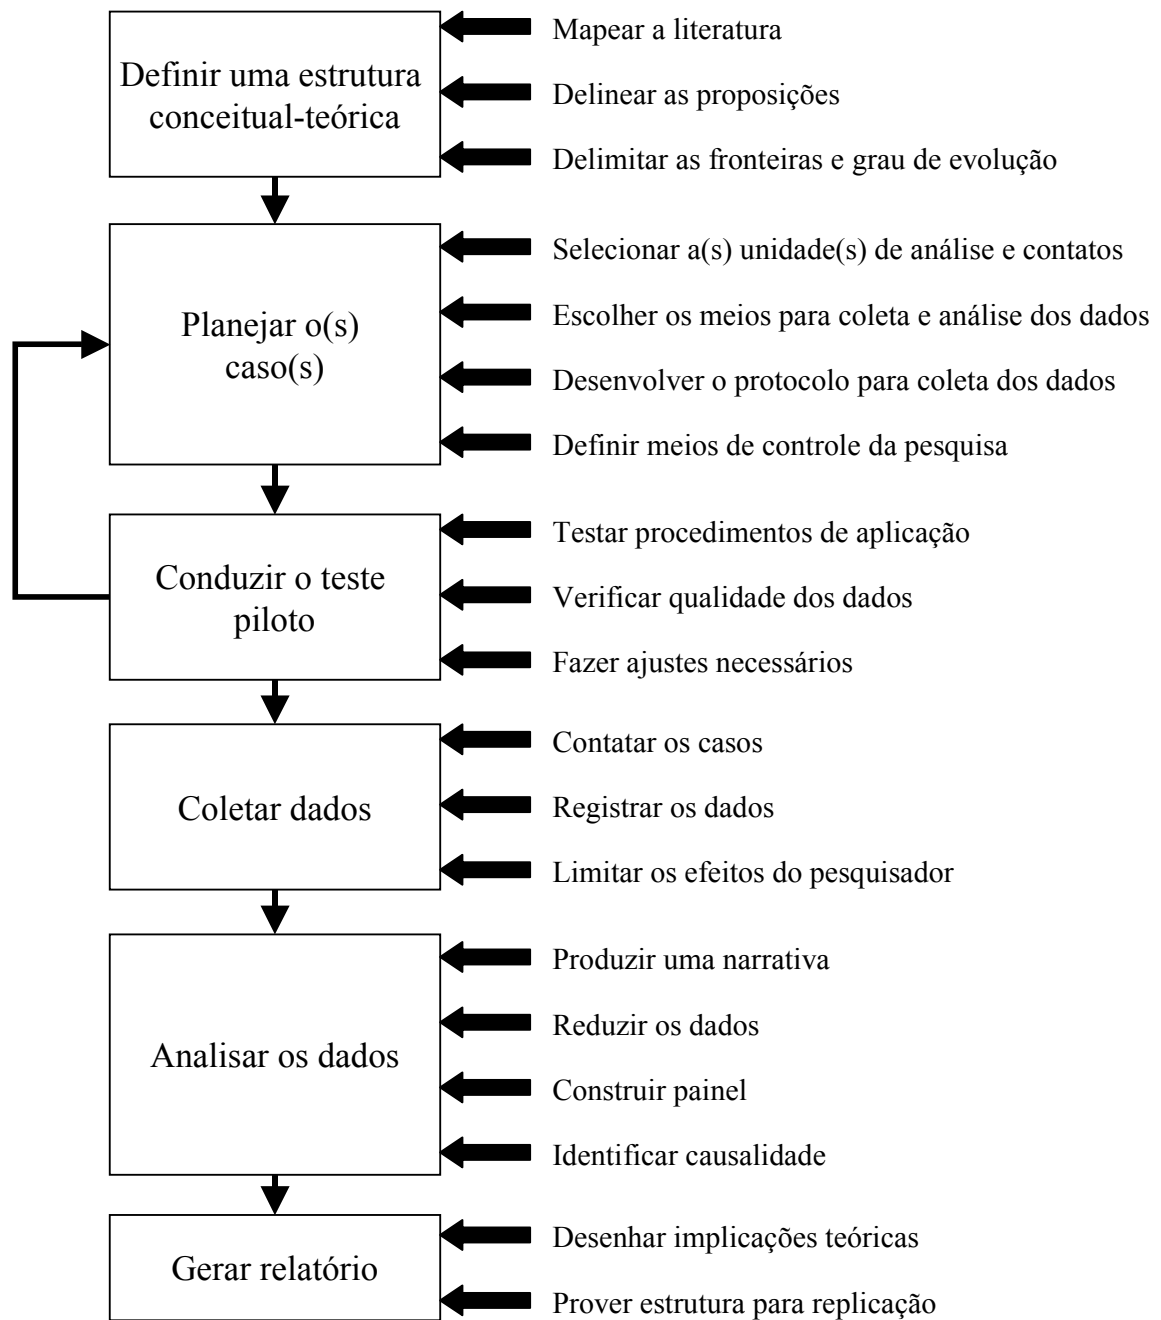 Definir uma estrutura
conceitual-teórica
Mapear a literatura
Delinear as proposições
Delimitar as fronteiras e grau de evolução
Planejar o(s)
caso(s)
Selecionar a(s) unidade(s) de análise e contatos
Escolher os meios para coleta e análise dos dados
Desenvolver o protocolo para coleta dos dados
Definir meios de controle da pesquisa
Conduzir o teste
piloto
Testar procedimentos de aplicação
Verificar qualidade dos dados
Fazer ajustes necessários
Coletar dados
Contatar os casos
Registrar os dados
Limitar os efeitos do pesquisador
Analisar os dados
Produzir uma narrativa
Reduzir os dados
Construir painel
Identificar causalidade
Gerar relatório
Desenhar implicações teóricas
Prover estrutura para replicação